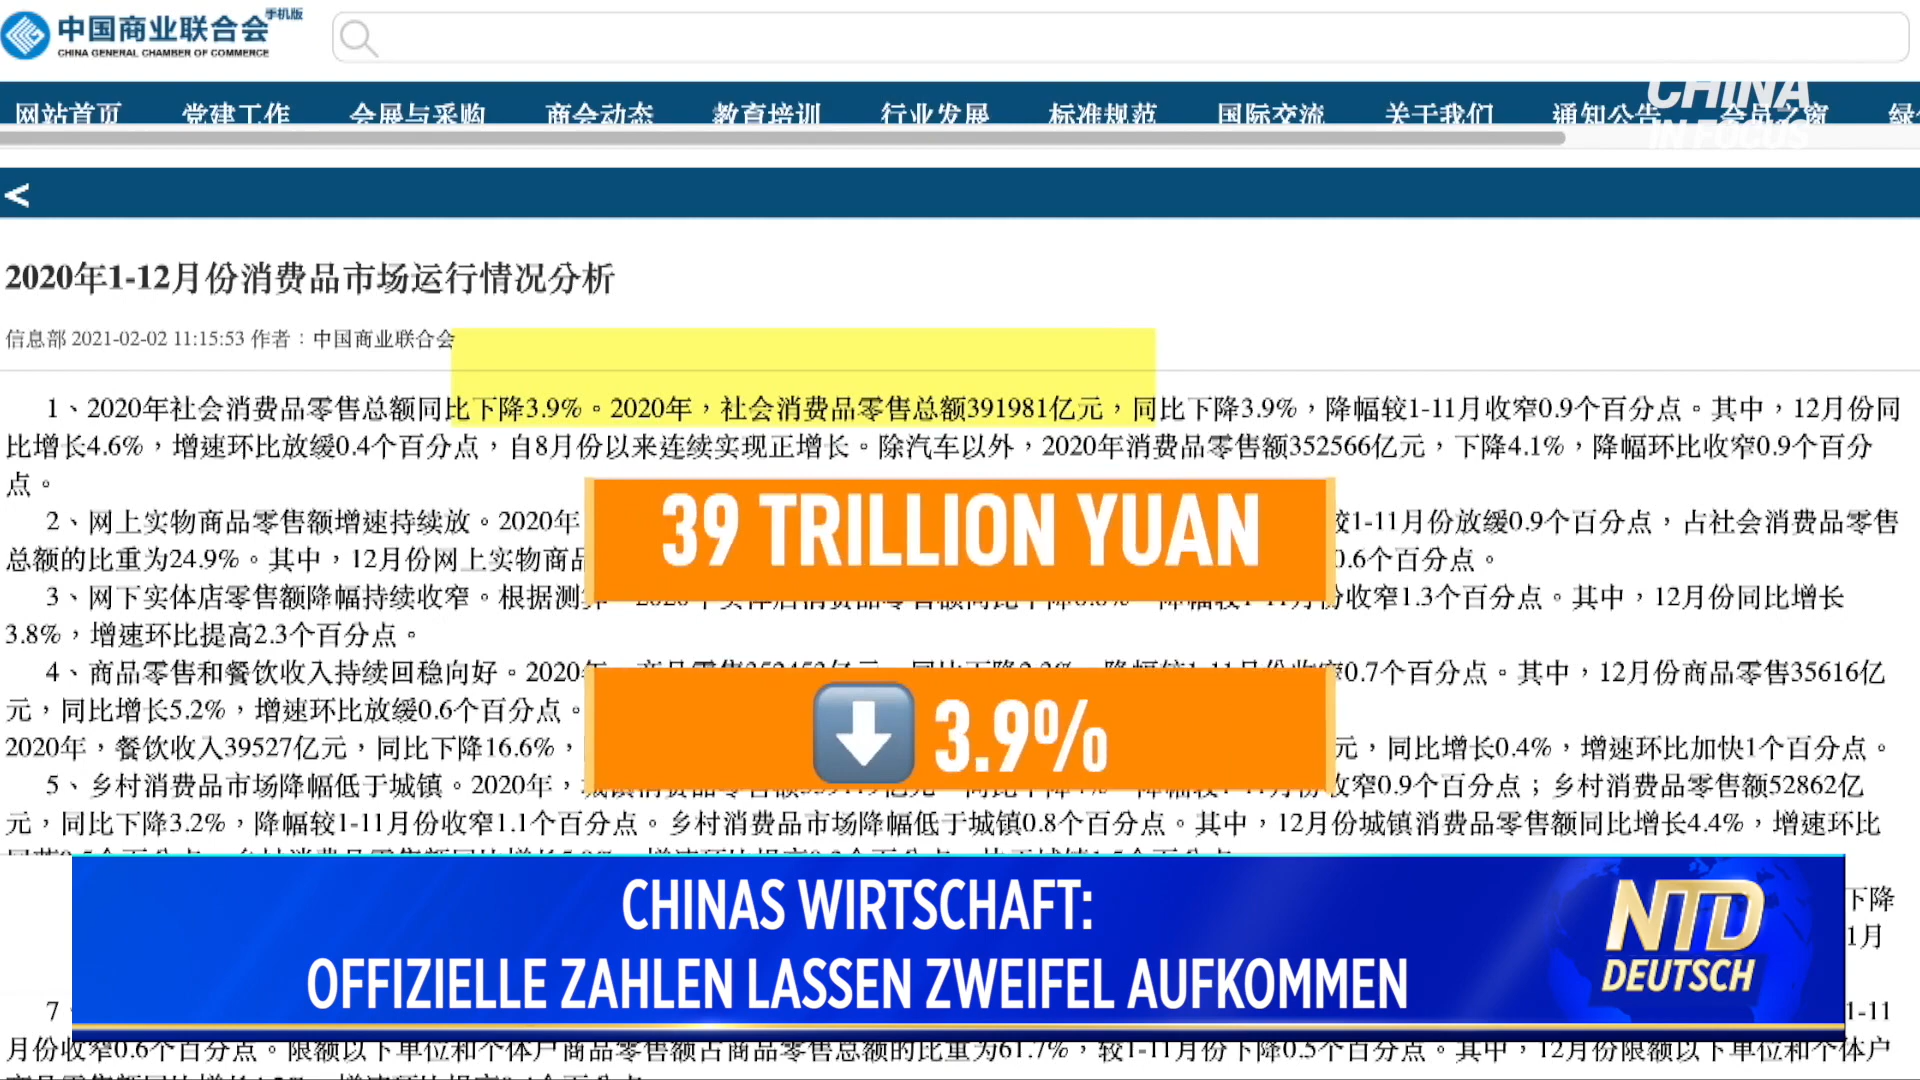 中国商业联合会手机版
CHINA GENERAL CHAMBER OF COMMERCE
网站首页 党建工作 会展与采购 商会动态 教育培训 行业发展 标准规范 国际交流 关于我们 通知公告 会员之窗
CHINA
IN FOCUS
<
2020年1-12月份消费品市场运行情况分析
信息部 2021-02-02 11:15:53 作者：中国商业联合会
1、2020年社会消费品零售总额同比下降3.9%。2020年，社会消费品零售总额391981亿元，同比下降3.9%，降幅较1-11月收窄0.9个百分点。其中，12月份同
比增长4.6%，增速环比放缓0.4个百分点，自8月份以来连续实现正增长。除汽车以外，2020年消费品零售额352566亿元，下降4.1%，降幅环比收窄0.9个百分
点。
2、网上实物商品零售额增速持续放。2020年 较1-11月份放缓0.9个百分点，占社会消费品零售
总额的比重为24.9%。其中，12月份网上实物商品 0.6个百分点。
3、网下实体店零售额降幅持续收窄。根据测算 收窄1.3个百分点。其中，12月份同比增长
3.8%，增速环比提高2.3个百分点。
4、商品零售和餐饮收入持续回稳向好。2020年 0.7个百分点。其中，12月份商品零售35616亿
元，同比增长5.2%，增速环比放缓0.6个百分点。
2020年，餐饮收入39527亿元，同比下降16.6%， 元，同比增长0.4%，增速环比加快1个百分点。
5、乡村消费品市场降幅低于城镇。2020年， 收窄0.9个百分点；乡村消费品零售额52862亿
元，同比下降3.2%，降幅较1-11月份收窄1.1个百分点。乡村消费品市场降幅低于城镇0.8个百分点。其中，12月份城镇消费品零售额同比增长4.4%，增速环比
39 TRILLION YUAN
⬇ 3.9%
下降
1月
CHINAS WIRTSCHAFT:
OFFIZIELLE ZAHLEN LASSEN ZWEIFEL AUFKOMMEN
NTD
DEUTSCH
7 1-11
月份收窄0.6个百分点。限额以下单位和个体户商品零售额占商品零售总额的比重为61.7%，较1-11月份下降0.5个百分点。其中，12月份限额以下单位和个体户